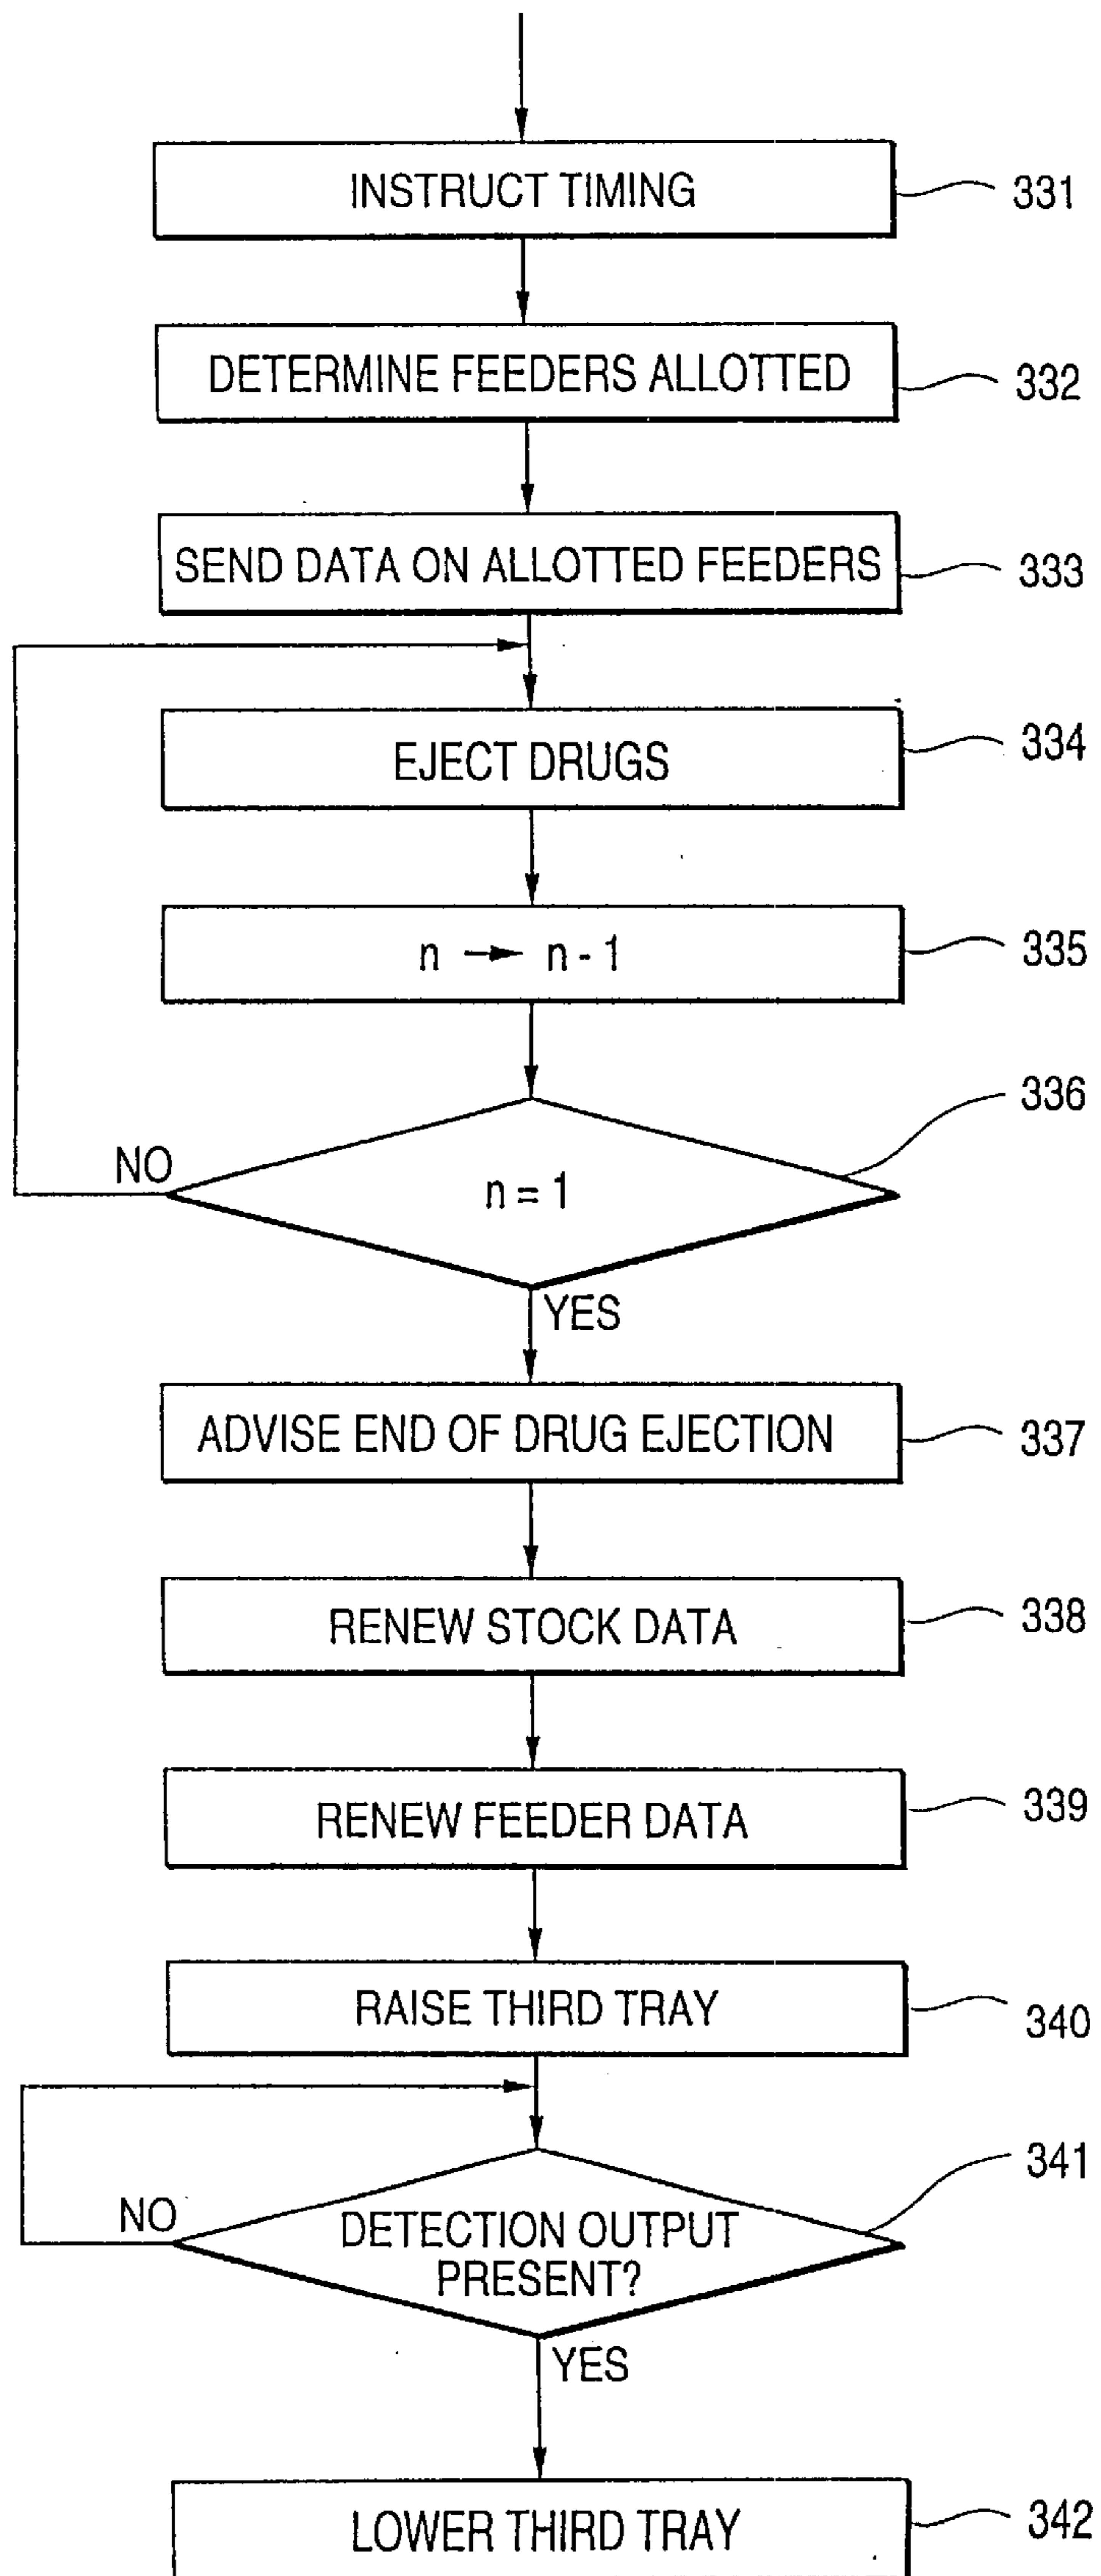 INSTRUCT TIMING
331
DETERMINE FEEDERS ALLOTTED
332
SEND DATA ON ALLOTTED FEEDERS
333
EJECT DRUGS
334
n → n - 1
335
336
NO
n = 1
YES
ADVISE END OF DRUG EJECTION
337
RENEW STOCK DATA
338
RENEW FEEDER DATA
339
RAISE THIRD TRAY
340
341
NO
DETECTION OUTPUT
PRESENT?
YES
LOWER THIRD TRAY
342